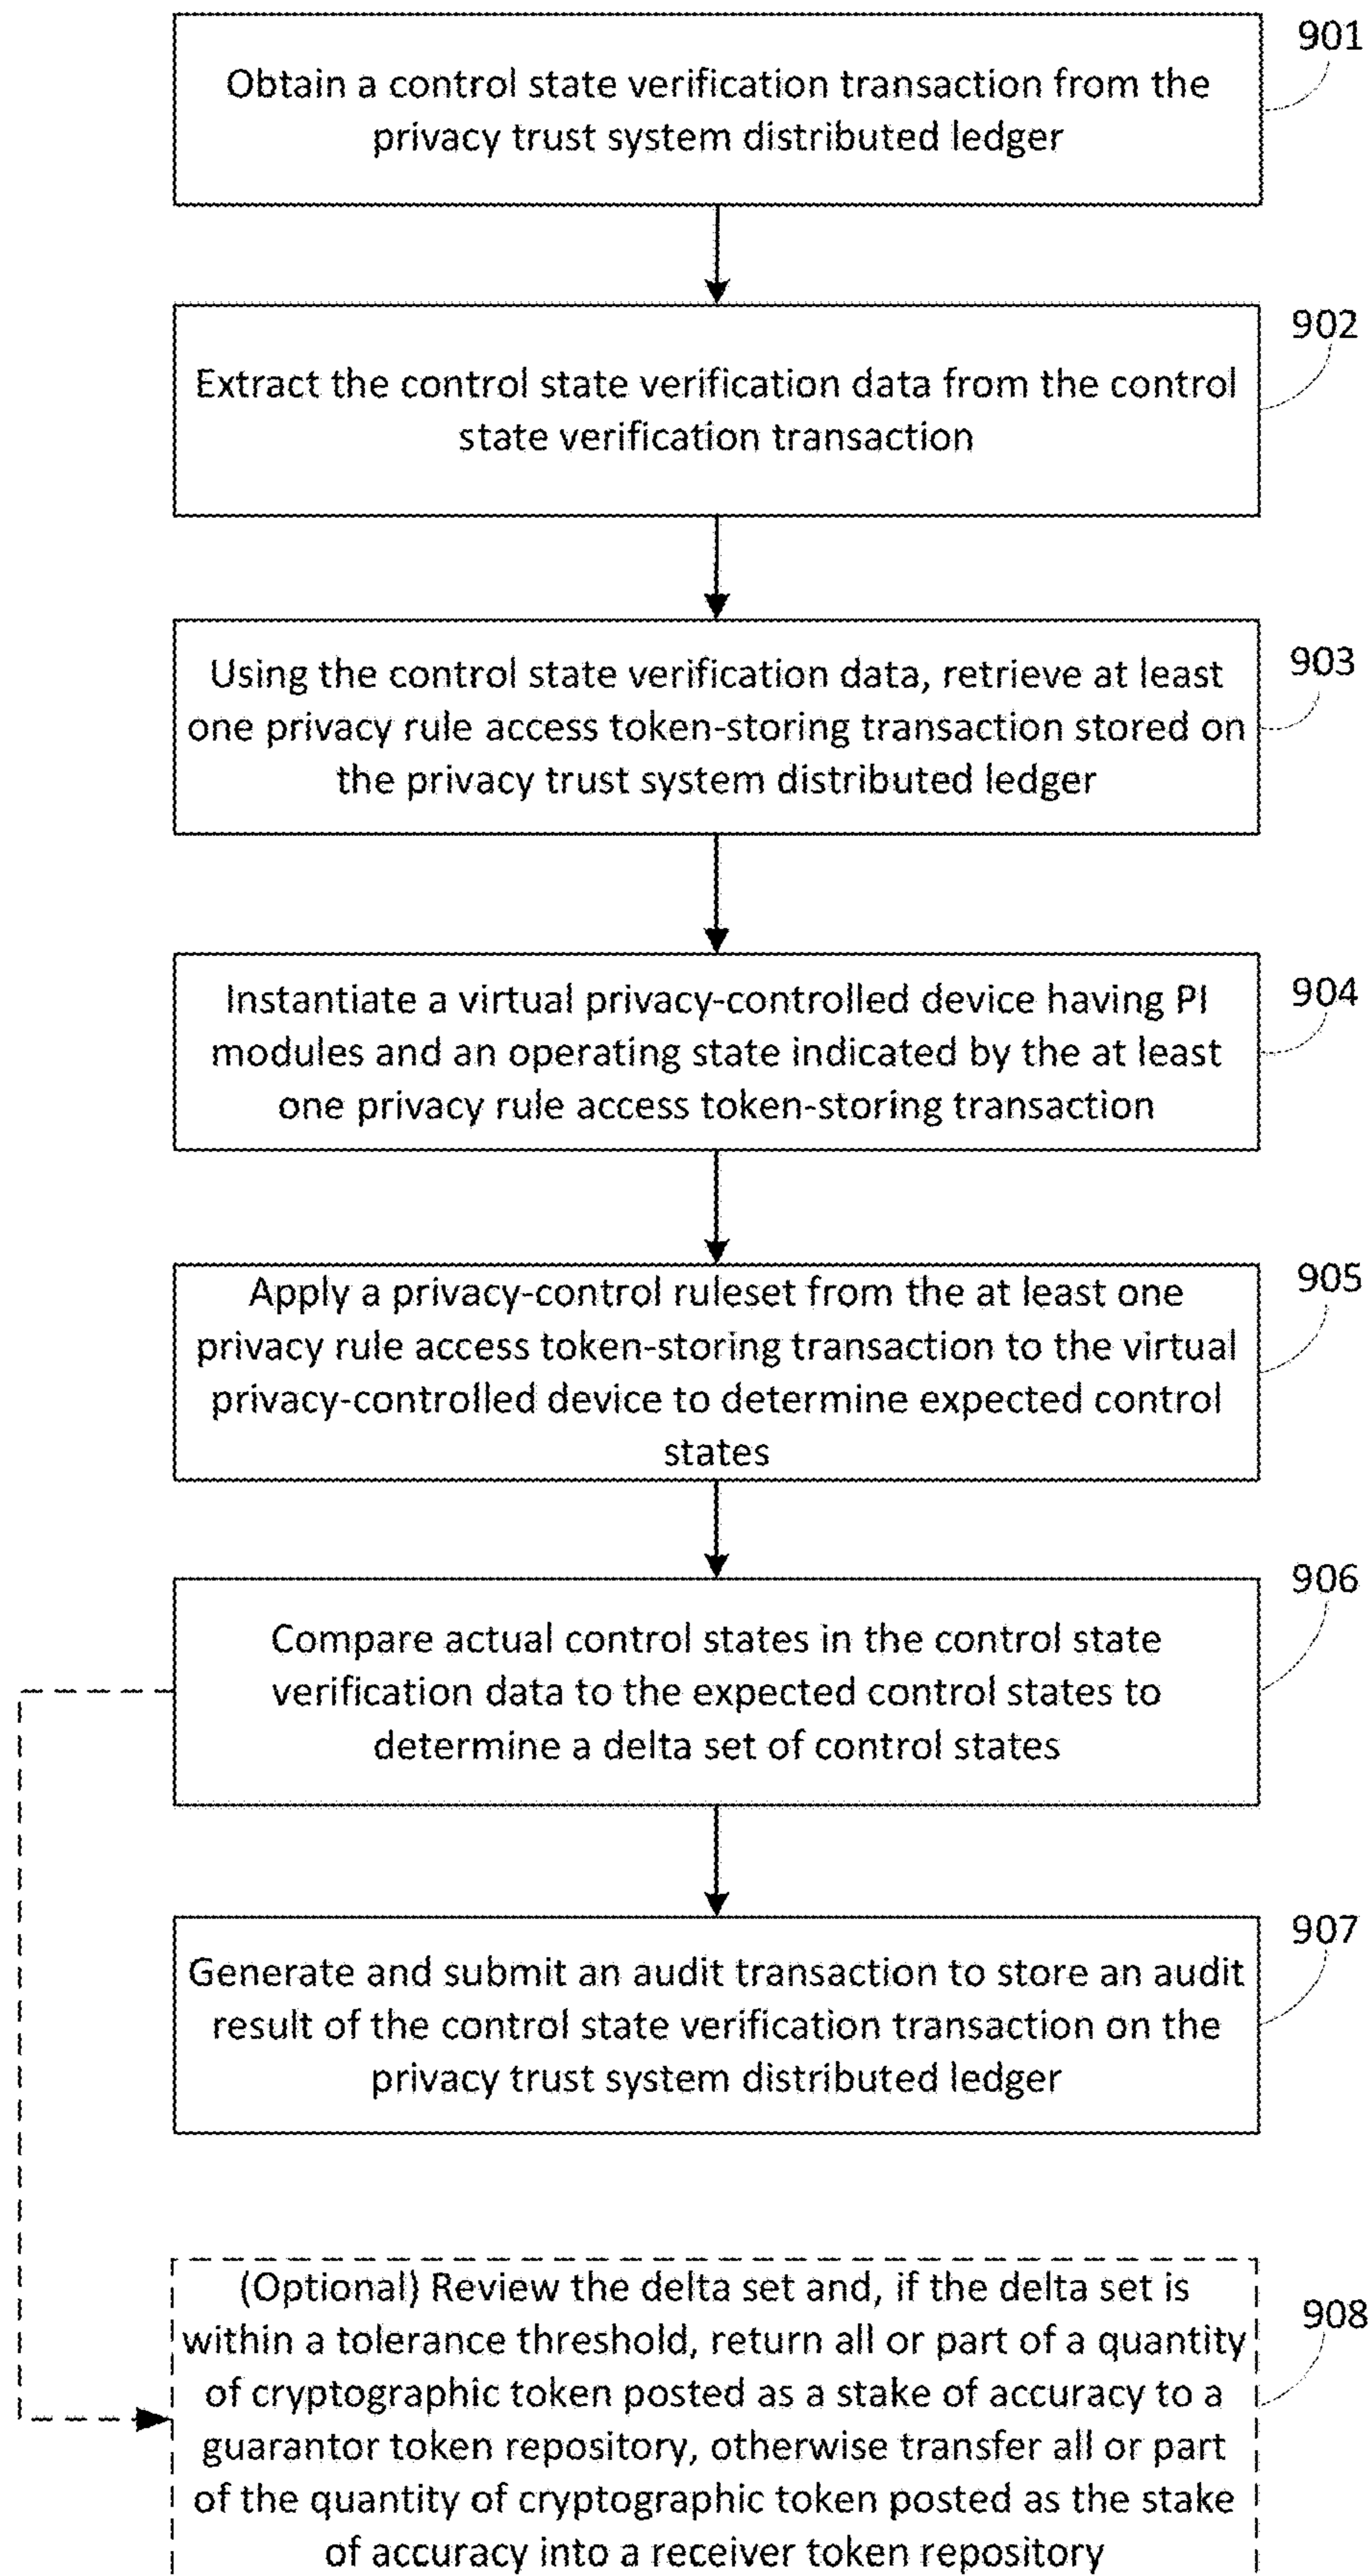 901
Obtain a control state verification transaction from the
privacy trust system distributed ledger
902
Extract the control state verification data from the control
state verification transaction
903
Using the control state verification data, retrieve at least
one privacy rule access token-storing transaction stored on
the privacy trust system distributed ledger
904
Instantiate a virtual privacy-controlled device having PI
modules and an operating state indicated by the at least
one privacy rule access token-storing transaction
905
Apply a privacy-control ruleset from the at least one
privacy rule access token-storing transaction to the virtual
privacy-controlled device to determine expected control
states
906
Compare actual control states in the control state
verification data to the expected control states to
determine a delta set of control states
907
Generate and submit an audit transaction to store an audit
result of the control state verification transaction on the
privacy trust system distributed ledger
908
(Optional) Review the delta set and, if the delta set is
within a tolerance threshold, return all or part of a quantity
of cryptographic token posted as a stake of accuracy to a
guarantor token repository, otherwise transfer all or part
of the quantity of cryptographic token posted as the stake
of accuracy into a receiver token repository